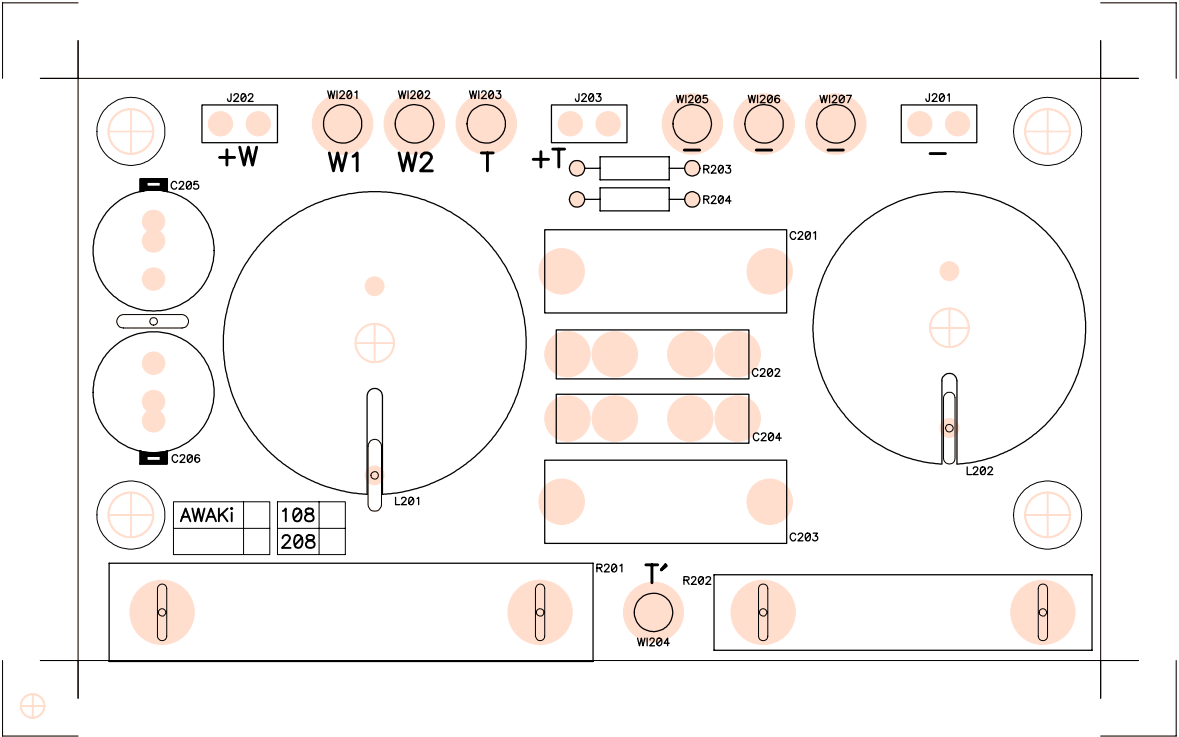 J202 WI201 WI202 WI203 J203 WI205 WI206 WI207 J201
+W W1 W2 T +T − − − −
R203
C205
R204
C201
C202
C204
C206
L202
L201
AWAKi 108
208
C203
R201 T' R202
WI204